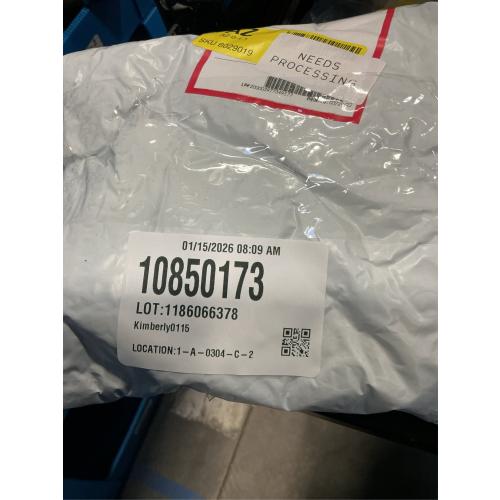 SKU 6029019
NEEDS
PROCESSING
01/15/2026 08:09 AM
10850173
LOT:1186066378
Kimberly0115
LOCATION:1-A-0304-C-2